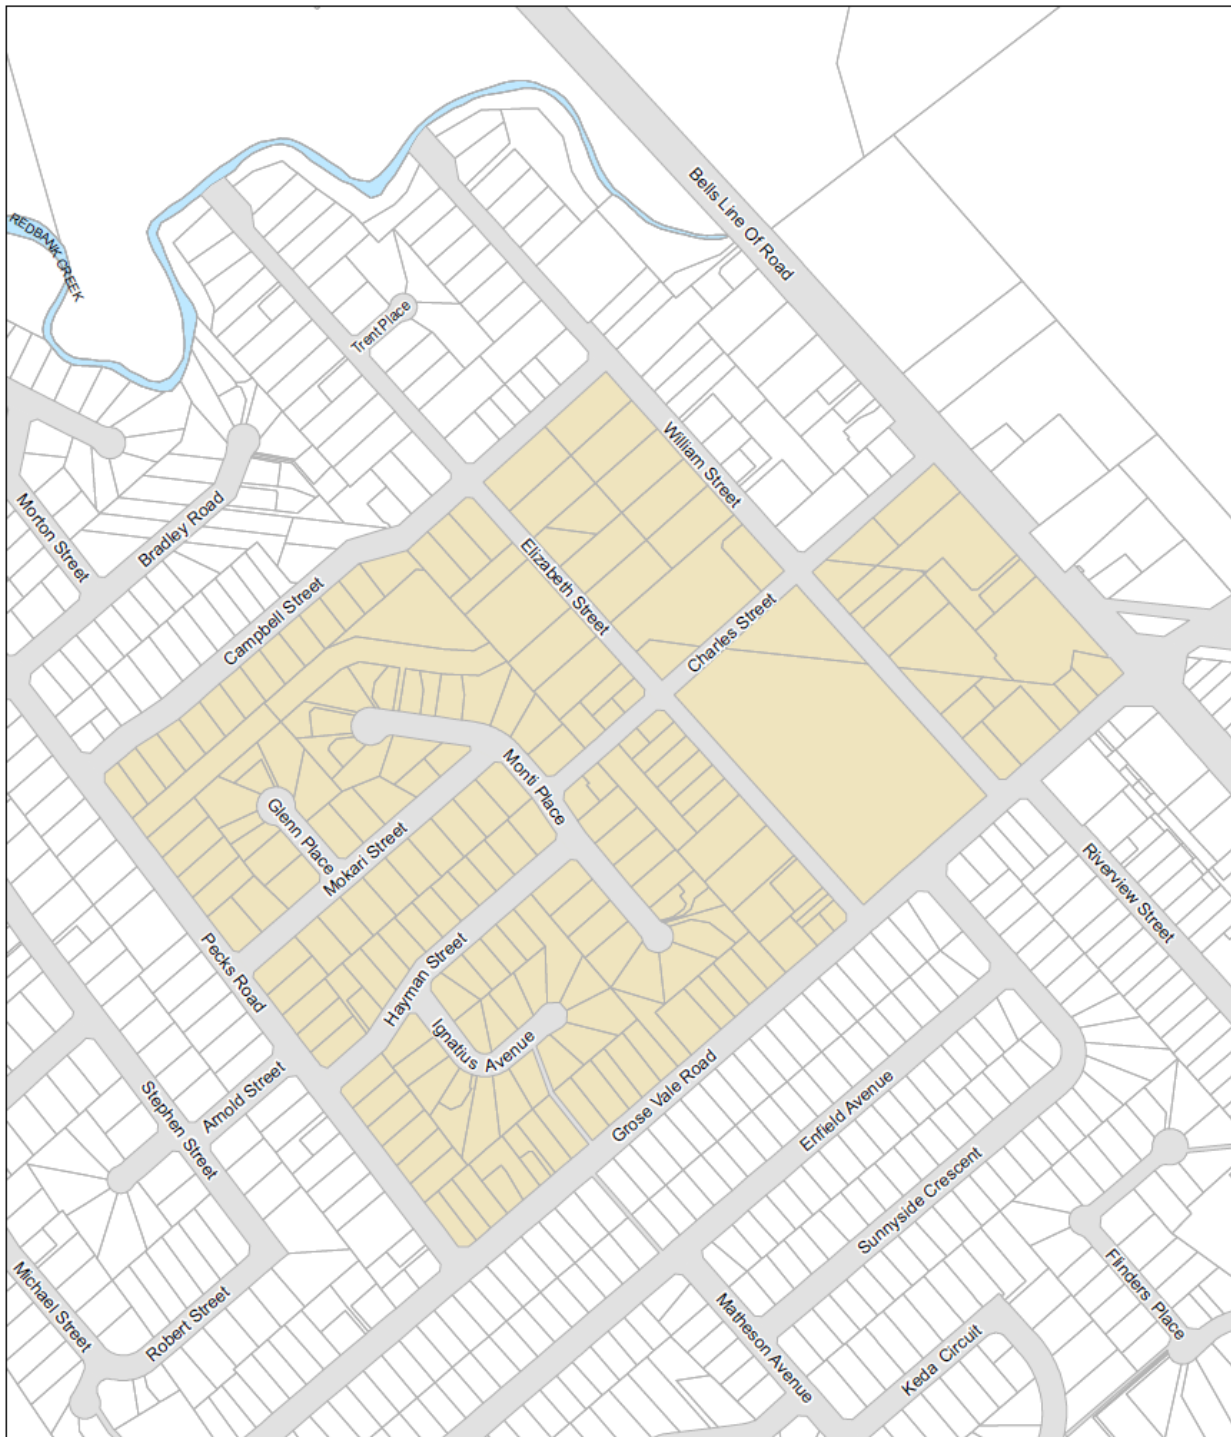 Bells Line Of Road
REDBANK CREEK
Trent Place
William Street
Morton Street
Bradley Road
Elizabeth Street
Campbell Street
Charles Street
Monti Place
Glenn Place
Mokari Street
Riverview Street
Pecks Road
Hayman Street
Ignatius Avenue
Grose Vale Road
Arnold Street
Stephen Street
Enfield Avenue
Sunnyside Crescent
Michael Street
Robert Street
Flinders Place
Matheson Avenue
Keda Circuit